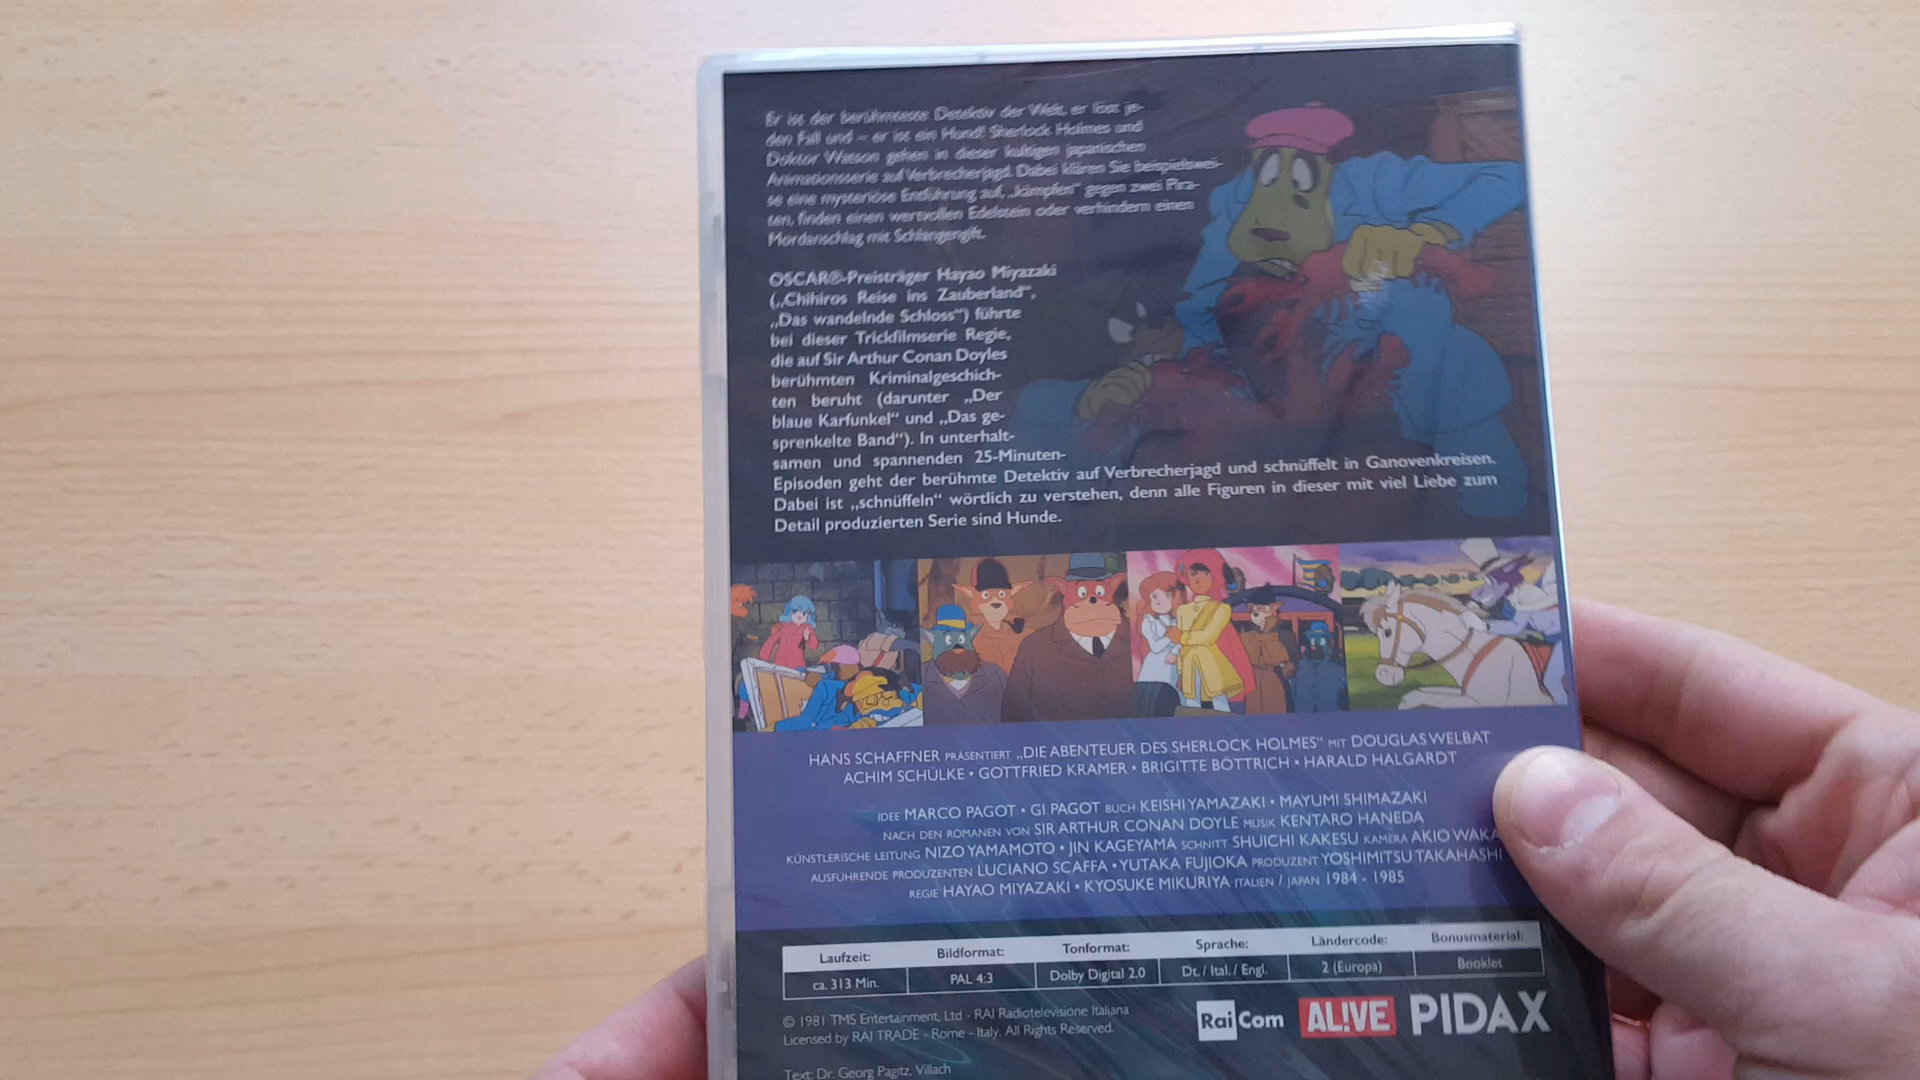 Er ist der berühmteste Detektiv der Welt, er löst je-
den Fall und – er ist ein Hund! Sherlock Holmes und
Doktor Watson gehen in dieser kultigen japanischen
Animationsserie auf Verbrecherjagd. Dabei klären Sie beispielswei-
se eine mysteriöse Entführung auf, „kämpfen" gegen zwei Pira-
ten, finden einen wertvollen Edelstein oder verhindern einen
Mordanschlag mit Schlangengift.
OSCAR®-Preisträger Hayao Miyazaki
(„Chihiros Reise ins Zauberland",
„Das wandelnde Schloss") führte
bei dieser Trickfilmserie Regie,
die auf Sir Arthur Conan Doyles
berühmten Kriminalgeschich-
ten beruht (darunter „Der
blaue Karfunkel" und „Das ge-
sprenkelte Band"). In unterhalt-
samen und spannenden 25-Minuten-
Episoden geht der berühmte Detektiv auf Verbrecherjagd und schnüffelt in Ganovenkreisen.
Dabei ist „schnüffeln" wörtlich zu verstehen, denn alle Figuren in dieser mit viel Liebe zum
Detail produzierten Serie sind Hunde.
HANS SCHAFFNER PRÄSENTIERT „DIE ABENTEUER DES SHERLOCK HOLMES" MIT DOUGLAS WELBAT
ACHIM SCHÜLKE • GOTTFRIED KRAMER • BRIGITTE BÖTTRICH • HARALD HALGARDT
IDEE MARCO PAGOT • GI PAGOT BUCH KEISHI YAMAZAKI • MAYUMI SHIMAZAKI
NACH DEN ROMANEN VON SIR ARTHUR CONAN DOYLE MUSIK KENTARO HANEDA
KÜNSTLERISCHE LEITUNG NIZO YAMAMOTO • JIN KAGEYAMA SCHNITT SHUICHI KAKESU KAMERA AKIO WAKA
AUSFÜHRENDE PRODUZENTEN LUCIANO SCAFFA • YUTAKA FUJIOKA PRODUZENT YOSHIMITSU TAKAHASHI
REGIE HAYAO MIYAZAKI • KYOSUKE MIKURIYA ITALIEN / JAPAN 1984 - 1985
Laufzeit: Bildformat: Tonformat: Sprache: Ländercode: Bonusmaterial:
ca. 313 Min. PAL 4:3 Dolby Digital 2.0 Dt. / Ital. / Engl. 2 (Europa) Booklet
© 1981 TMS Entertainment, Ltd - RAI Radiotelevisione Italiana
Licensed by RAI TRADE - Rome - Italy. All Rights Reserved.
Rai Com AL!VE PIDAX
Text: Dr. Georg Pagitz, Villach